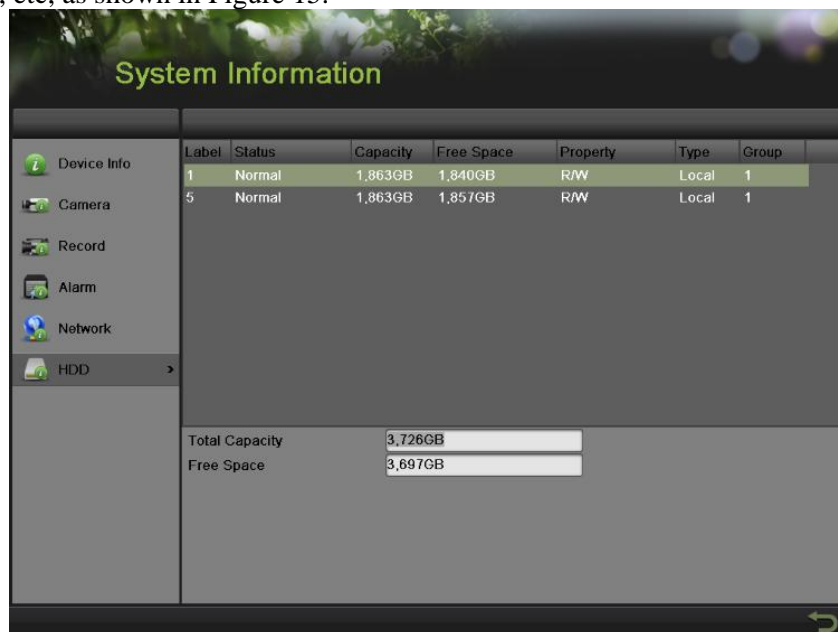 , etc, as shown in Figure 15.
System Information
Label Status Capacity Free Space Property Type Group
1 Normal 1,863GB 1,840GB R/W Local 1
5 Normal 1,863GB 1,857GB R/W Local 1
Device Info
Camera
Record
Alarm
Network
HDD >
Total Capacity 3,726GB
Free Space 3,697GB